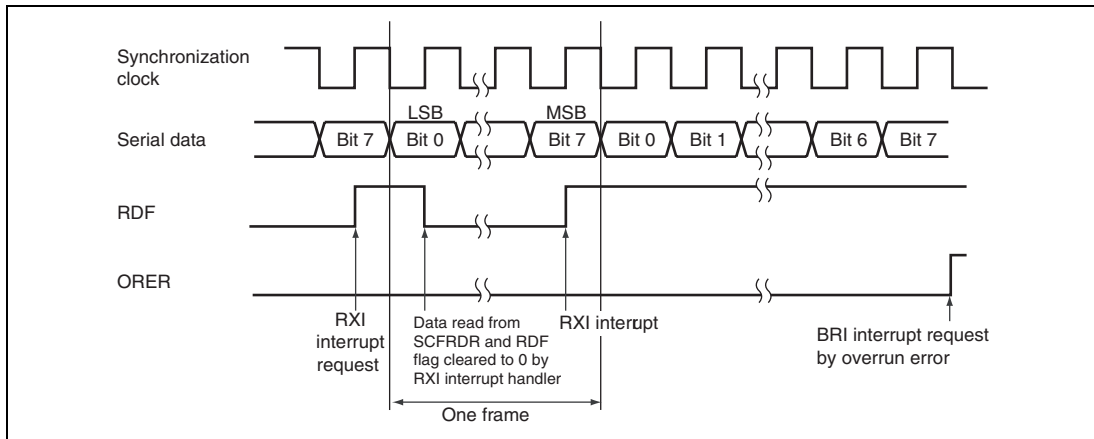 Synchronization
clock
LSB
MSB
Serial data
Bit 7
Bit 0
Bit 7
Bit 0
Bit 1
Bit 6
Bit 7
RDF
ORER
RXI
interrupt
request
Data read from
SCFRDR and RDF
flag cleared to 0 by
RXI interrupt handler
RXI interrupt
BRI interrupt request
by overrun error
One frame